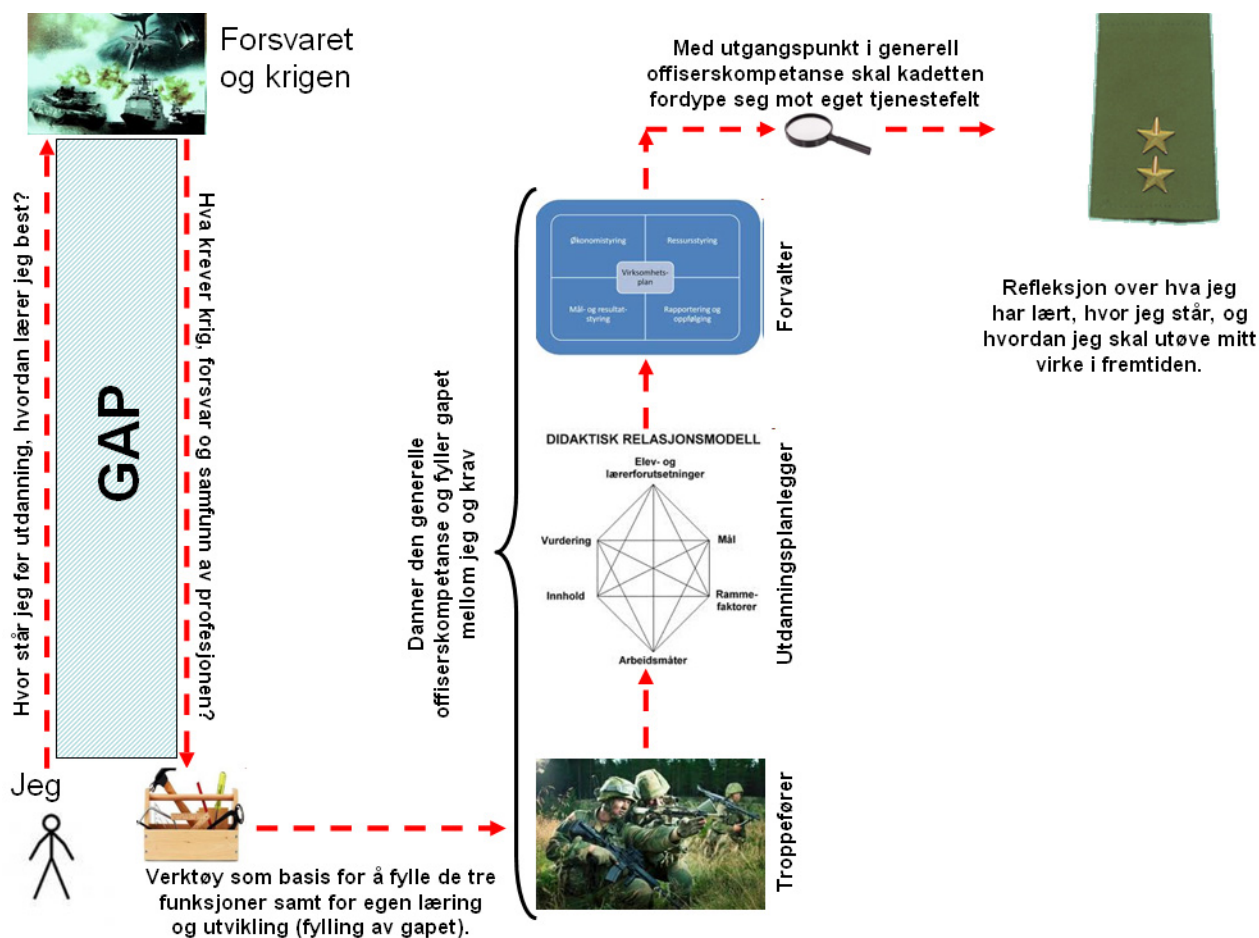 Forsvaret
og krigen
Hvor står jeg før utdanning, hvordan lærer jeg best?
GAP
Hva krever krig, forsvar og samfunn av profesjonen?
Jeg
Verktøy som basis for å fylle de tre
funksjoner samt for egen læring
og utvikling (fylling av gapet).
Danner den generelle
offiserskompetanse og fyller gapet
mellom jeg og krav
Troppefører
DIDAKTISK RELASJONSMODELL
Elev- og
lærerforutsetninger
Vurdering
Mål
Innhold
Ramme-
faktorer
Arbeidsmåter
Utdanningsplanlegger
Økonomistyring
Ressursstyring
Virksomhets-
plan
Mål- og resultat-
styring
Rapportering og
oppfølging
Forvalter
Med utgangspunkt i generell
offiserskompetanse skal kadetten
fordype seg mot eget tjenestefelt
Refleksjon over hva jeg
har lært, hvor jeg står, og
hvordan jeg skal utøve mitt
virke i fremtiden.